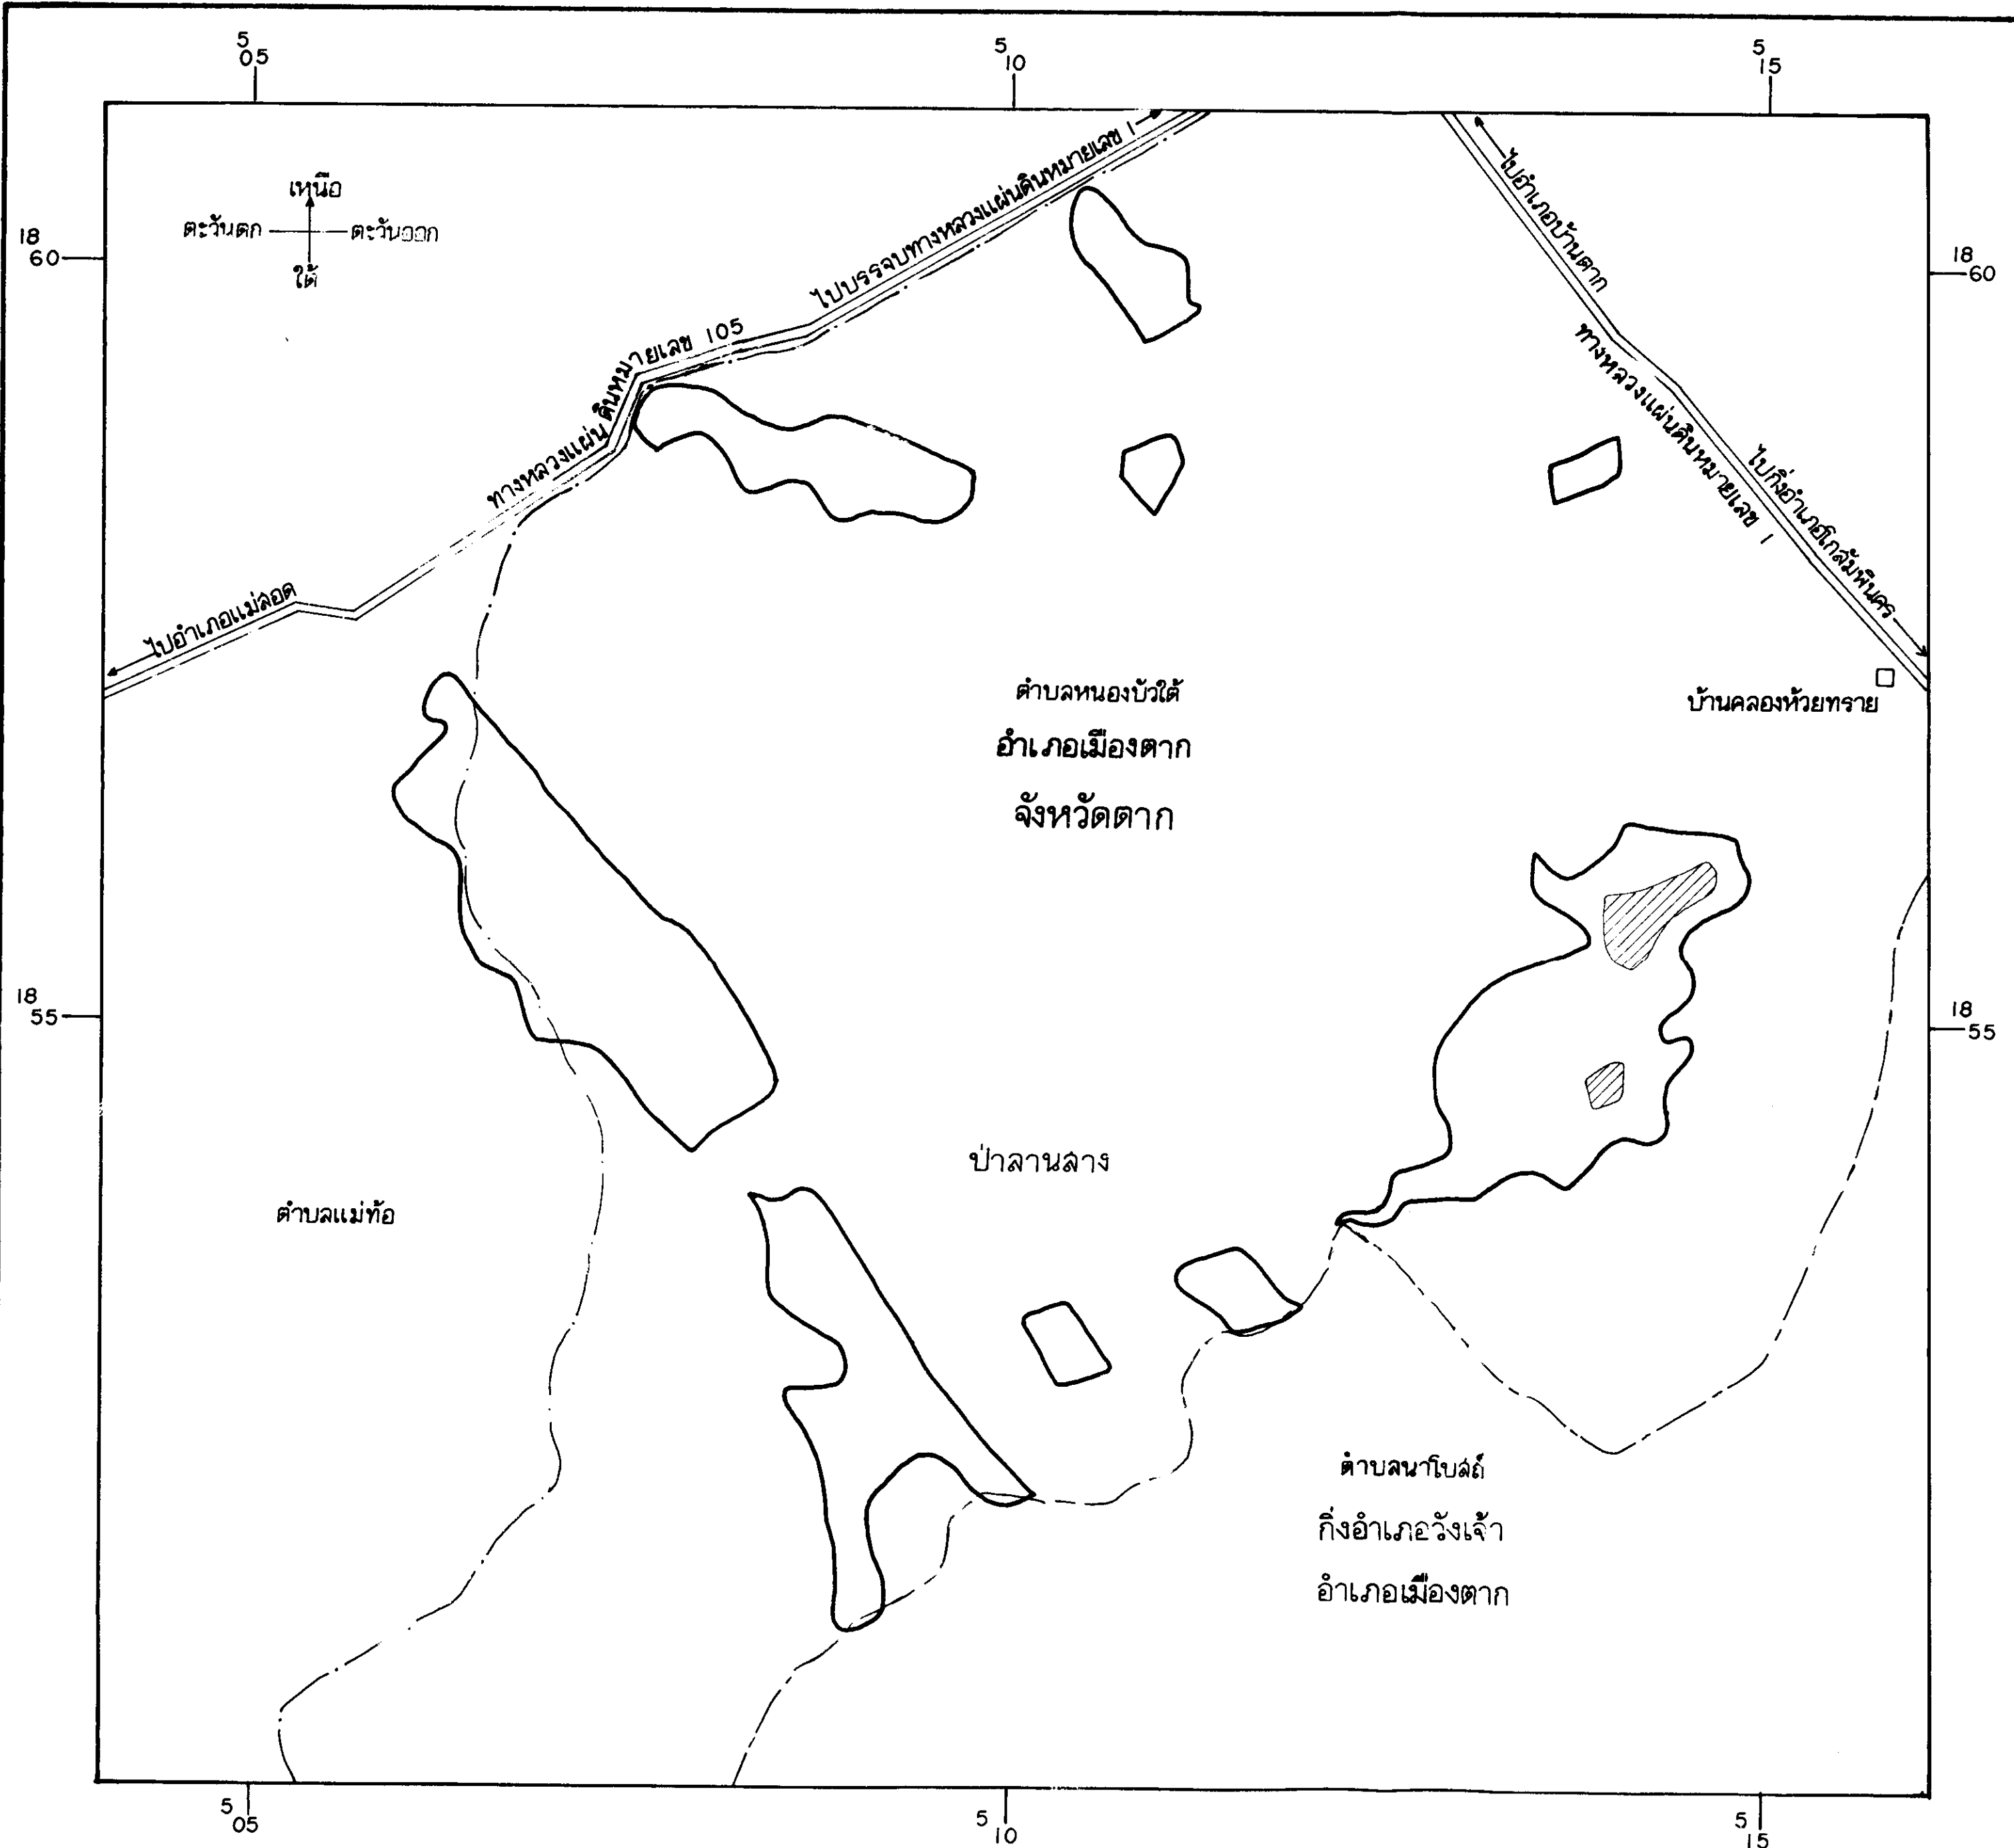 5
05
5
10
5
15
เหนือ
ตะวันตก
ตะวันออก
ใต้
18
60
18
60
ไปบรรจบทางหลวงแผ่นดินหมายเลข 1
ไปอำเภอบ้านตาก
ทางหลวงแผ่นดินหมายเลข 105
ทางหลวงแผ่นดินหมายเลข 1
ไปกิ่งอำเภอโกสัมพีนคร
ไปอำเภอแม่สอด
ตำบลหนองบัวใต้
อำเภอเมืองตาก
จังหวัดตาก
บ้านคลองห้วยทราย
18
55
18
55
ป่าลานสาง
ตำบลแม่ท้อ
ตำบลนาโบสถ์
กิ่งอำเภอวังเจ้า
อำเภอเมืองตาก
5
05
5
10
5
15